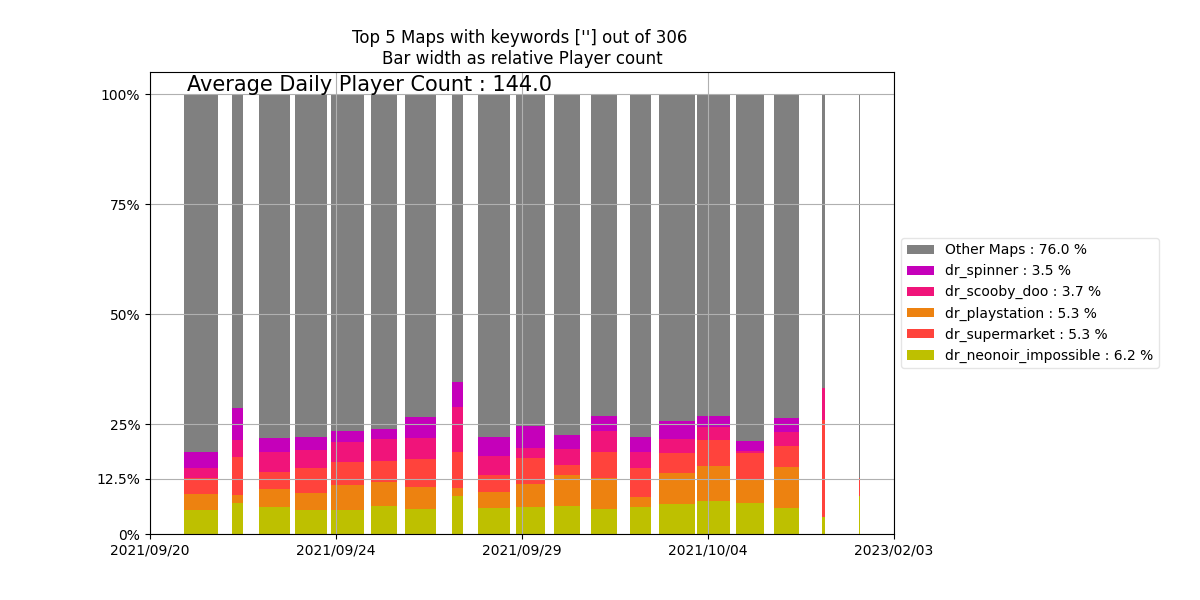 Top 5 Maps with keywords [''] out of 306
Bar width as relative Player count
Average Daily Player Count : 144.0
100%
75%
50%
25%
12.5%
0%
2021/09/20
2021/09/24
2021/09/29
2021/10/04
2023/02/03
Other Maps : 76.0 %
dr_spinner : 3.5 %
dr_scooby_doo : 3.7 %
dr_playstation : 5.3 %
dr_supermarket : 5.3 %
dr_neonoir_impossible : 6.2 %